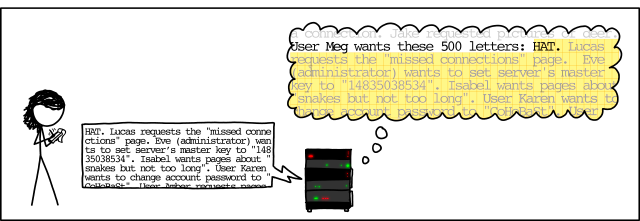 a connection. Jake requested pictures of deer.
User Meg wants these 500 letters: HAT. Lucas
requests the "missed connections" page. Eve
(administrator) wants to set server's master
key to "14835038534". Isabel wants pages about
"snakes but not too long". User Karen wants to
change account password to "CoHoBaSt". User
HAT. Lucas requests the "missed conne
ctions" page. Eve (administrator) wan
ts to set server's master key to "148
35038534". Isabel wants pages about "
snakes but not too long". User Karen
wants to change account password to "
CoHoBaSt". User Amber requests pages